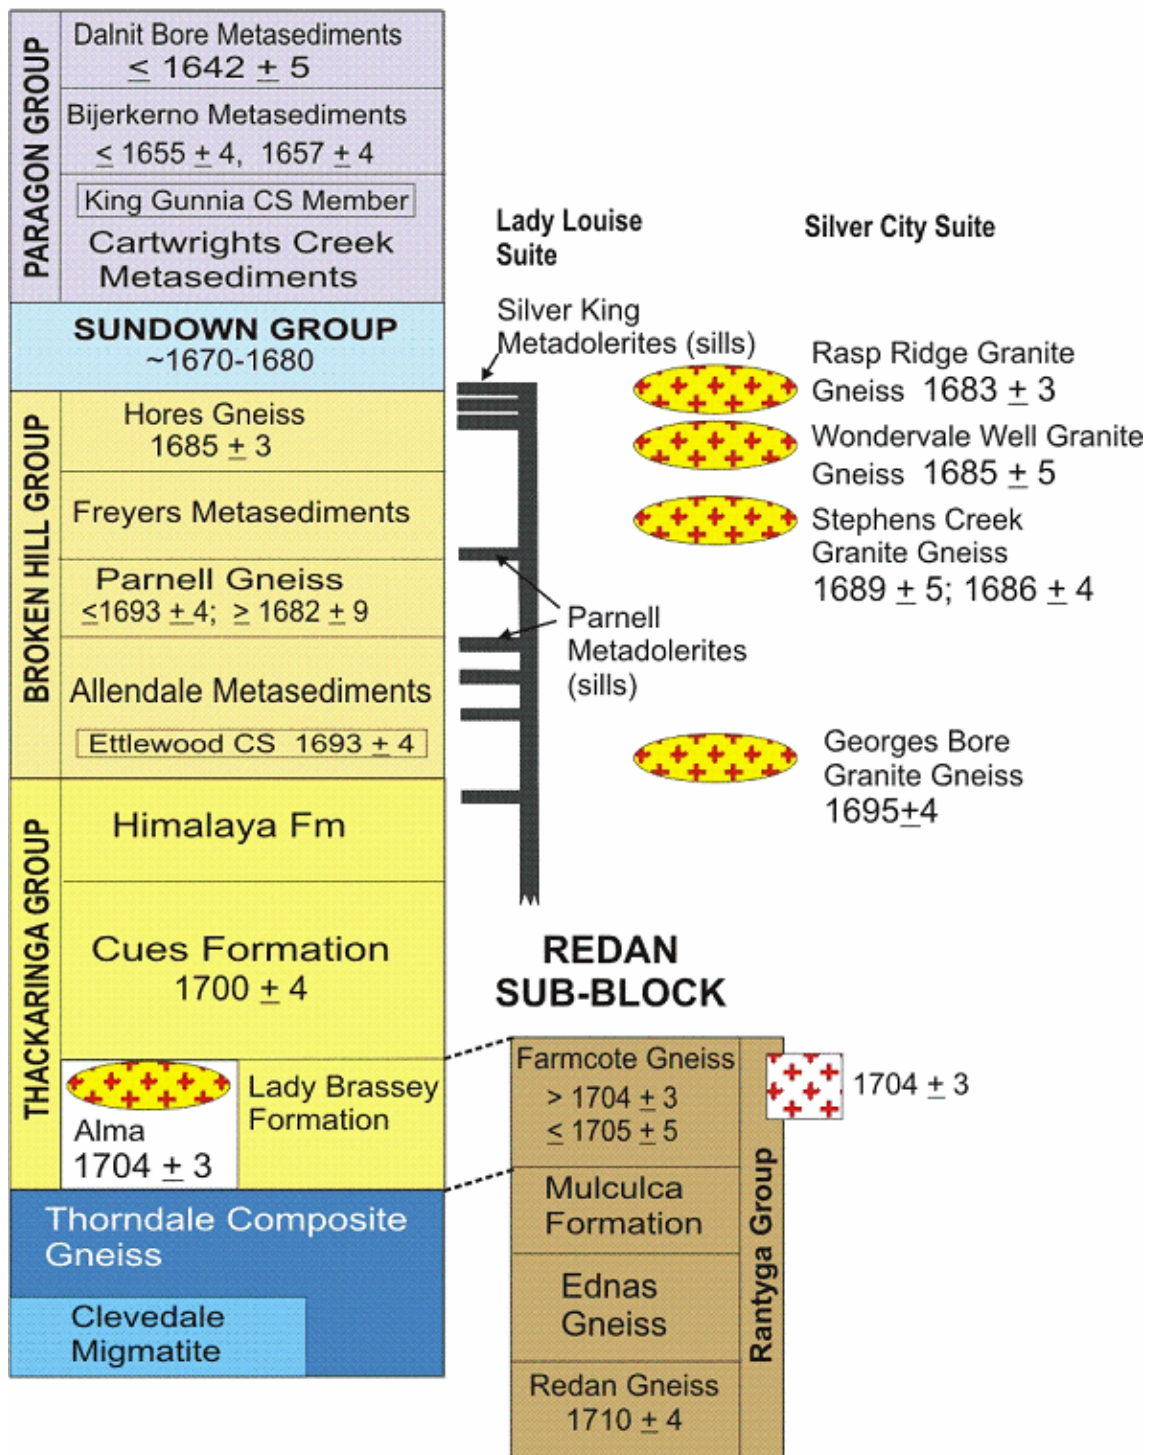 PARAGON GROUP
Dalnit Bore Metasediments
≤ 1642 ± 5
Bijerkerno Metasediments
≤ 1655 ± 4, 1657 ± 4
King Gunnia CS Member
Cartwrights Creek
Metasediments
SUNDOWN GROUP
~1670-1680
BROKEN HILL GROUP
Hores Gneiss
1685 ± 3
Freyers Metasediments
Parnell Gneiss
≤1693 ± 4; ≥ 1682 ± 9
Allendale Metasediments
Ettlewood CS 1693 ± 4
THACKARINGA GROUP
Himalaya Fm
Cues Formation
1700 ± 4
Alma
1704 ± 3
Lady Brassey
Formation
Thorndale Composite
Gneiss
Clevedale
Migmatite
Lady Louise
Suite
Silver King
Metadolerites (sills)
Parnell
Metadolerites
(sills)
Silver City Suite
Rasp Ridge Granite
Gneiss 1683 ± 3
Wondervale Well Granite
Gneiss 1685 ± 5
Stephens Creek
Granite Gneiss
1689 ± 5; 1686 ± 4
Georges Bore
Granite Gneiss
1695±4
REDAN
SUB-BLOCK
Farmcote Gneiss
> 1704 ± 3
≤ 1705 ± 5
Mulculca
Formation
Ednas
Gneiss
Redan Gneiss
1710 ± 4
Rantyga Group
1704 ± 3